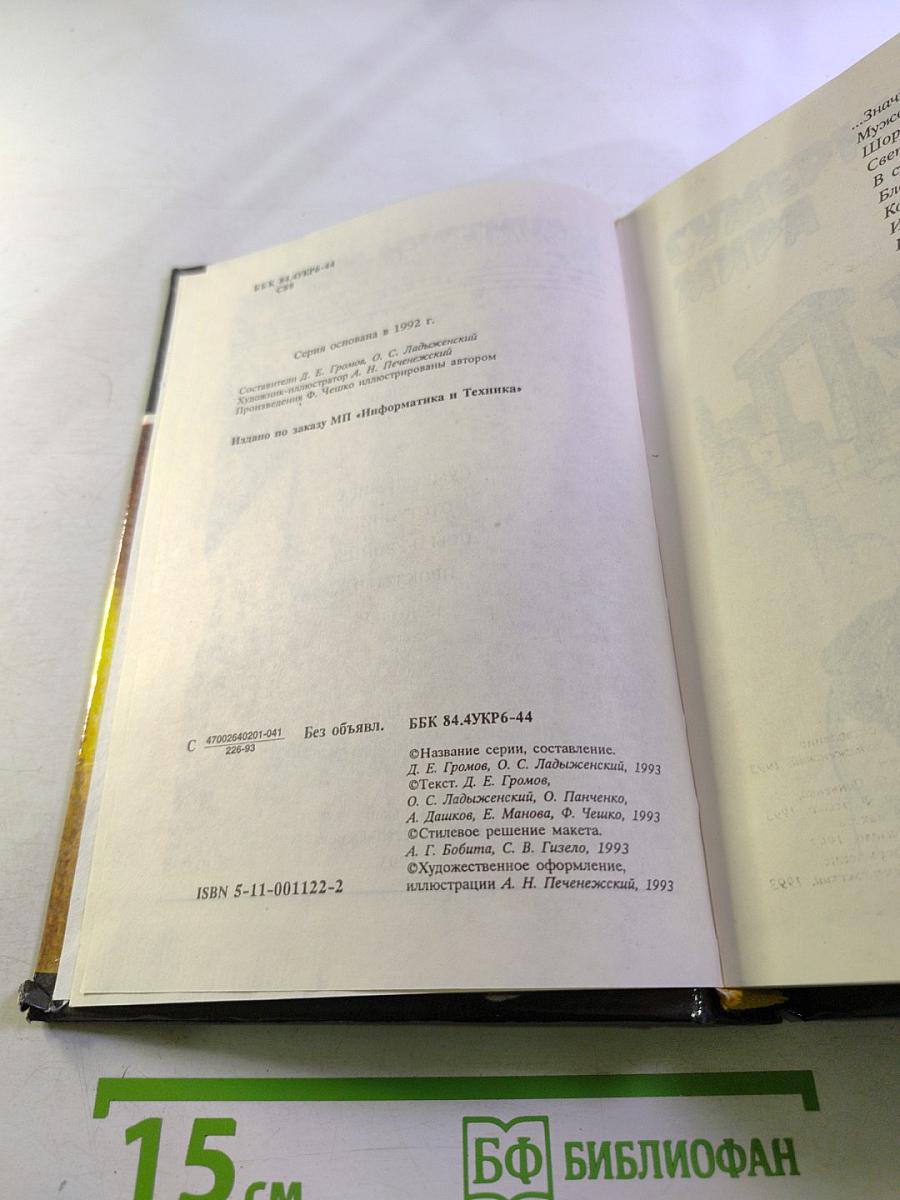 ББК 84.4УКР6-44
С89
Серия основана в 1992 г.
Составители Д. Е. Громов, О. С. Ладыженский
Художник-иллюстратор А. Н. Печенежский
Произведения Ф. Чешко иллюстрированы автором
Издано по заказу МП «Информатика и Техника»
С 47002640201-041 Без объявл.
226-93
ББК 84.4УКР6-44
©Название серии, составление.
Д. Е. Громов, О. С. Ладыженский, 1993
©Текст. Д. Е. Громов,
О. С. Ладыженский, О. Панченко,
А. Дашков, Е. Манова, Ф. Чешко, 1993
©Стилевое решение макета.
А. Г. Бобита, С. В. Гизело, 1993
©Художественное оформление,
иллюстрации А. Н. Печенежский, 1993
ISBN 5-11-001122-2
В
15 см
БФ БИБЛИОФАН